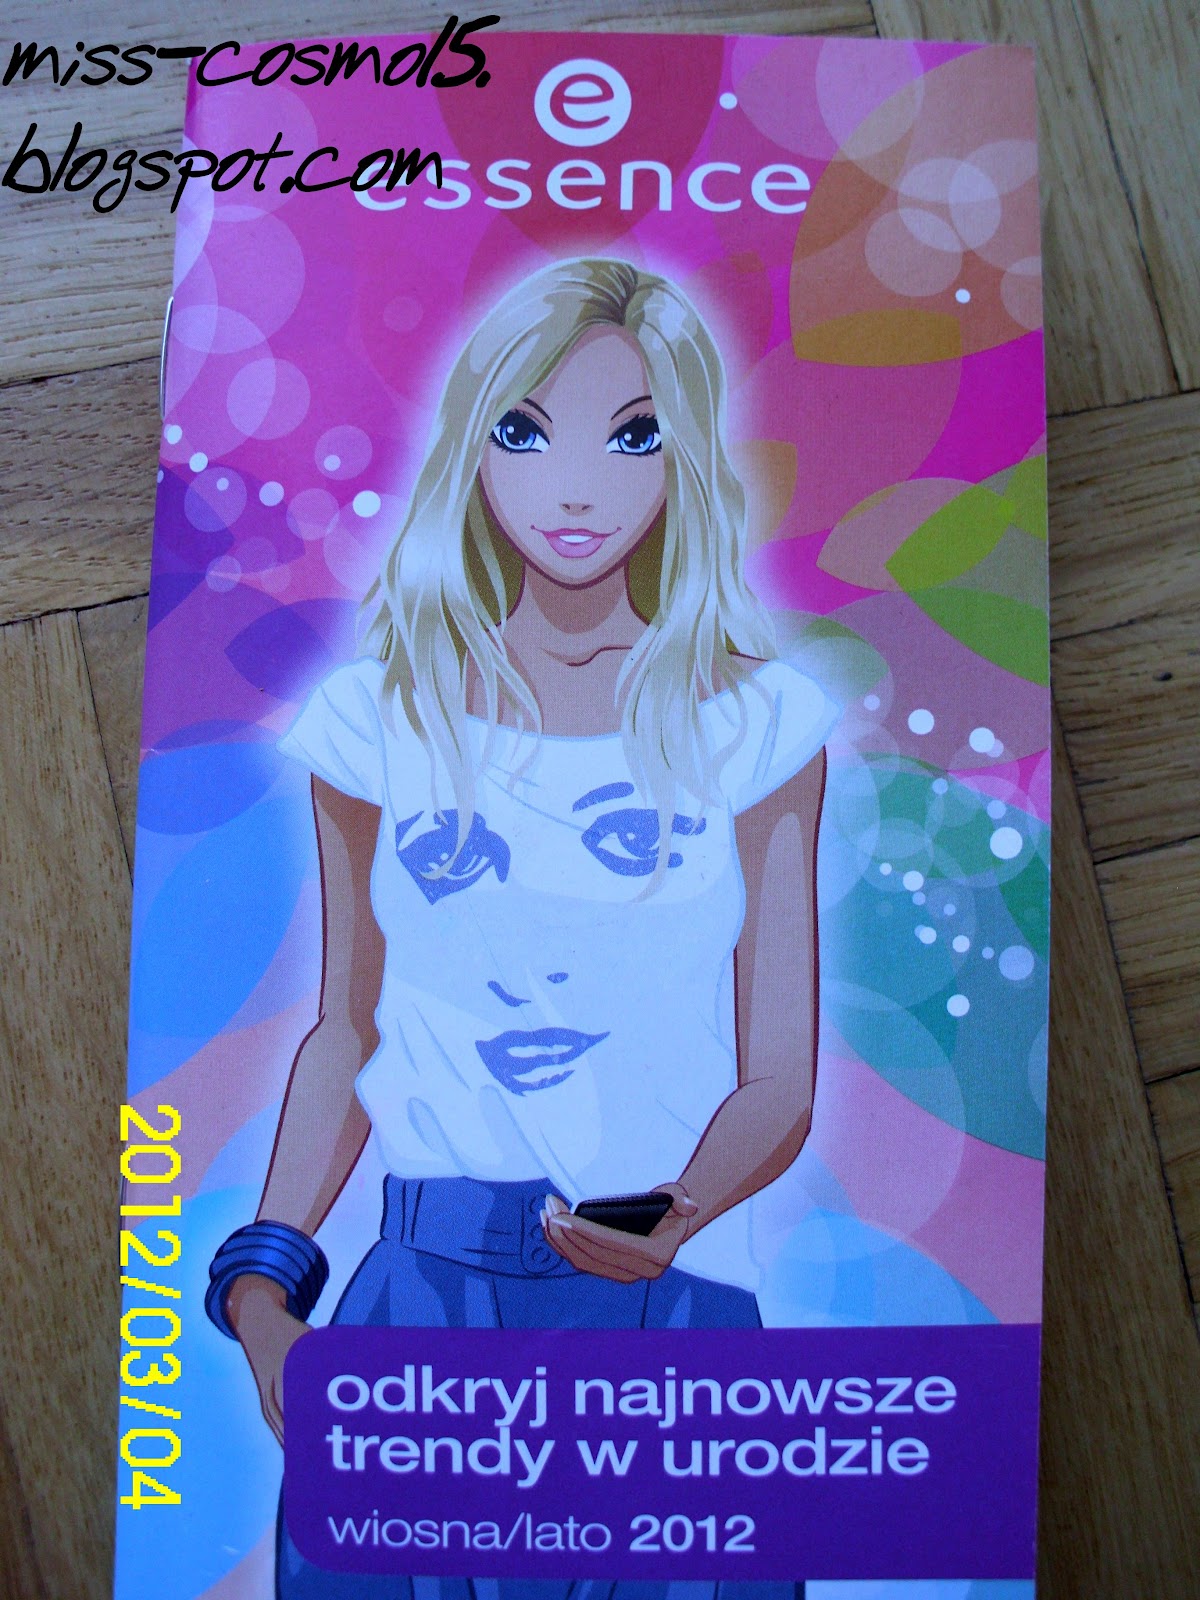 miss-cosmo15.
blogspot.com
e
essence
odkryj najnowsze
trendy w urodzie
wiosna/lato 2012
2012/03/04